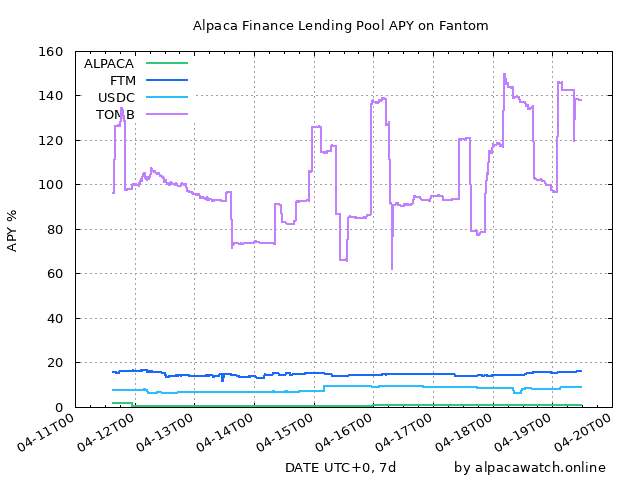 Alpaca Finance Lending Pool APY on Fantom
160
140
120
100
80
60
40
20
0
APY %
ALPACA
FTM
USDC
TOMB
04-11T00
04-12T00
04-13T00
04-14T00
04-15T00
04-16T00
04-17T00
04-18T00
04-19T00
04-20T00
DATE UTC+0, 7d
by alpacawatch.online